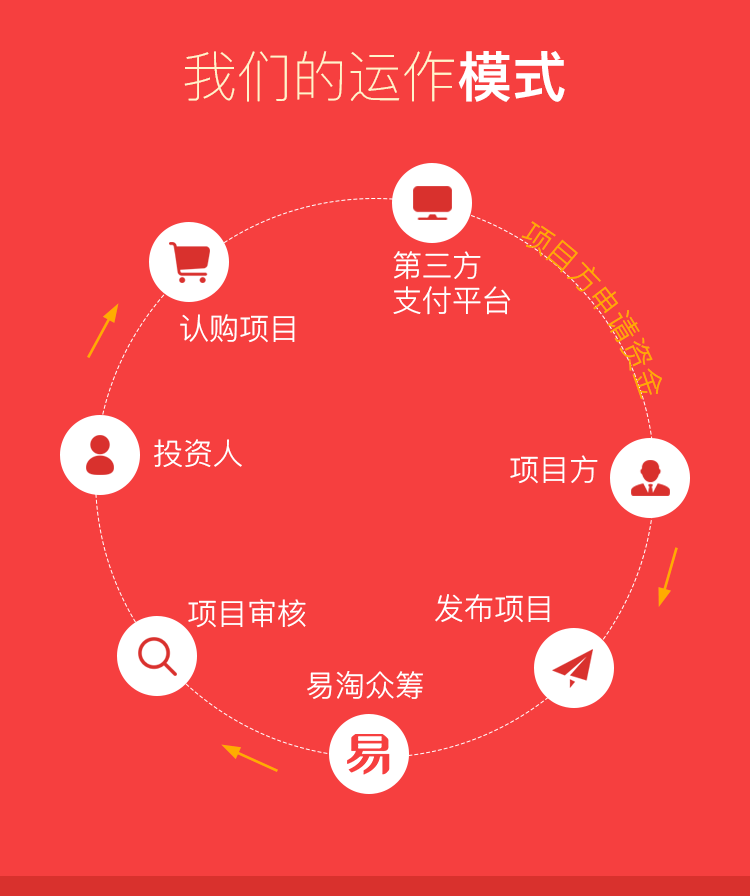 我们的运作模式
第三方
支付平台
项目方申请资金
认购项目
投资人
项目方
项目审核
发布项目
易淘众筹
易